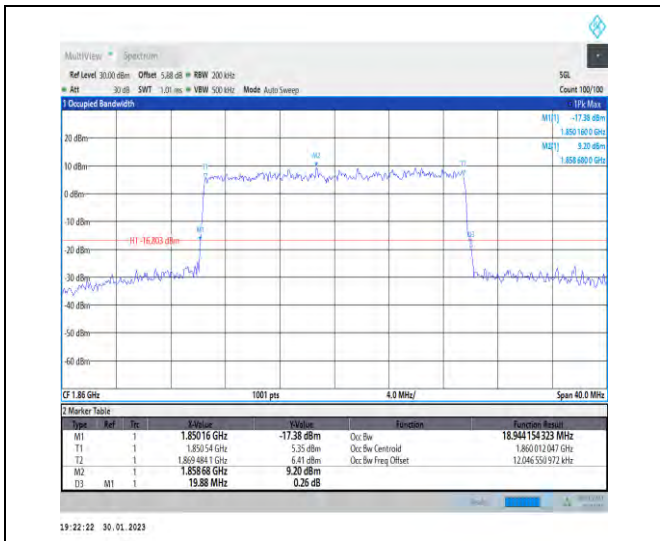 MultiView Spectrum
Ref Level 30.00 dBm Offset 5.88 dB RBW 200 kHz SGL
Att 30 dB SWT 1.01 ms VBW 500 kHz Mode Auto Sweep Count 100/100
1 Occupied Bandwidth 1Pk Max
M1[1] -17.38 dBm
1.850 160 0 GHz
M2[1] 9.20 dBm
1.858 680 0 GHz
20 dBm
10 dBm
0 dBm
-10 dBm
-20 dBm
-30 dBm
-40 dBm
-50 dBm
-60 dBm
T1
M2
T2
M1
D3
H1 -16.803 dBm
CF 1.86 GHz 1001 pts 4.0 MHz/ Span 40.0 MHz
2 Marker Table
Type Ref Trc X-Value Y-Value Function Function Result
M1 1 1.85016 GHz -17.38 dBm Occ Bw 18.944 154 323 MHz
T1 1 1.850 54 GHz 5.35 dBm Occ Bw Centroid 1.860 012 047 GHz
T2 1 1.869 484 1 GHz 6.41 dBm Occ Bw Freq Offset 12.046 550 972 kHz
M2 1 1.858 68 GHz 9.20 dBm
D3 M1 1 19.88 MHz 0.26 dB
19:22:22 30.01.2023